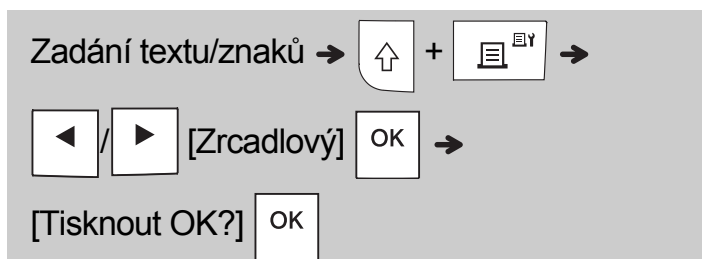 Zadání textu/znaků ➔ + ➔
/ [Zrcadlový] OK ➔
[Tisknout OK?] OK